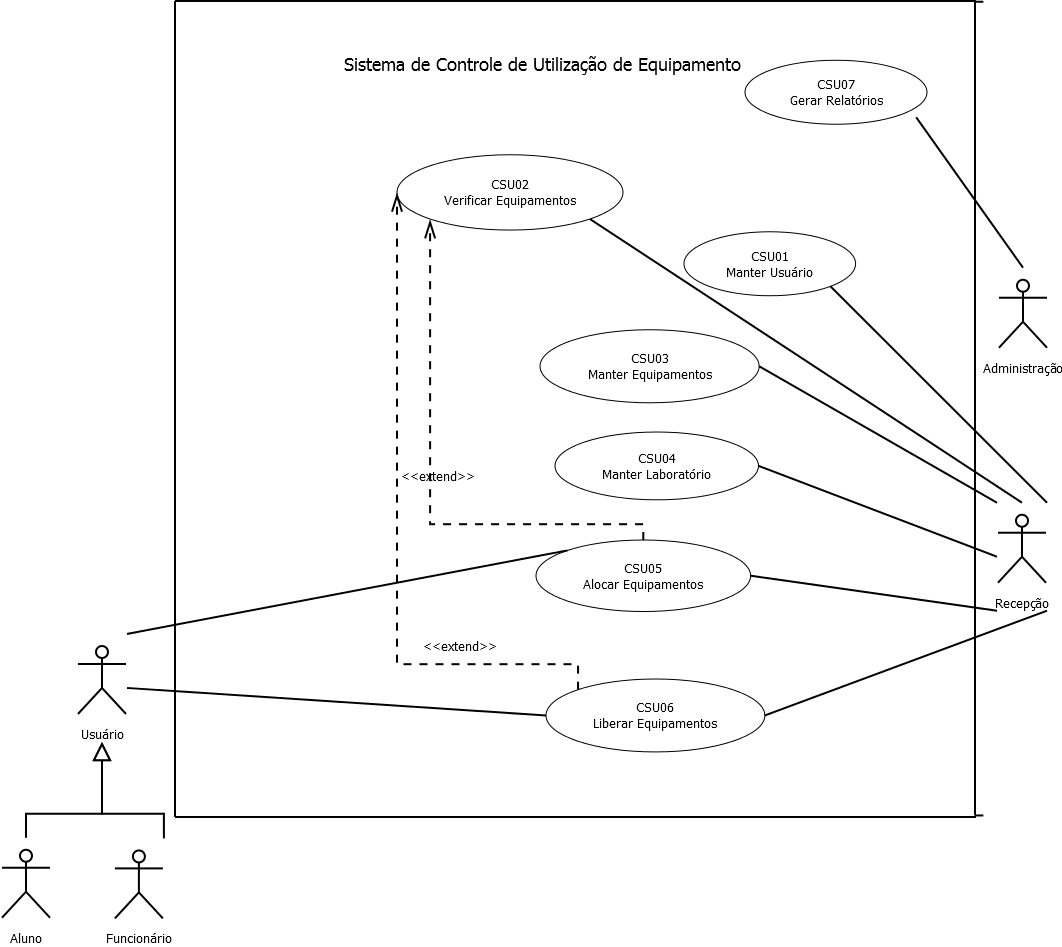 Sistema de Controle de Utilização de Equipamento
CSU07
Gerar Relatórios
CSU02
Verificar Equipamentos
CSU01
Manter Usuário
CSU03
Manter Equipamentos
Administração
CSU04
Manter Laboratório
<<extend>>
CSU05
Alocar Equipamentos
Recepção
<<extend>>
CSU06
Liberar Equipamentos
Usuário
Aluno
Funcionário